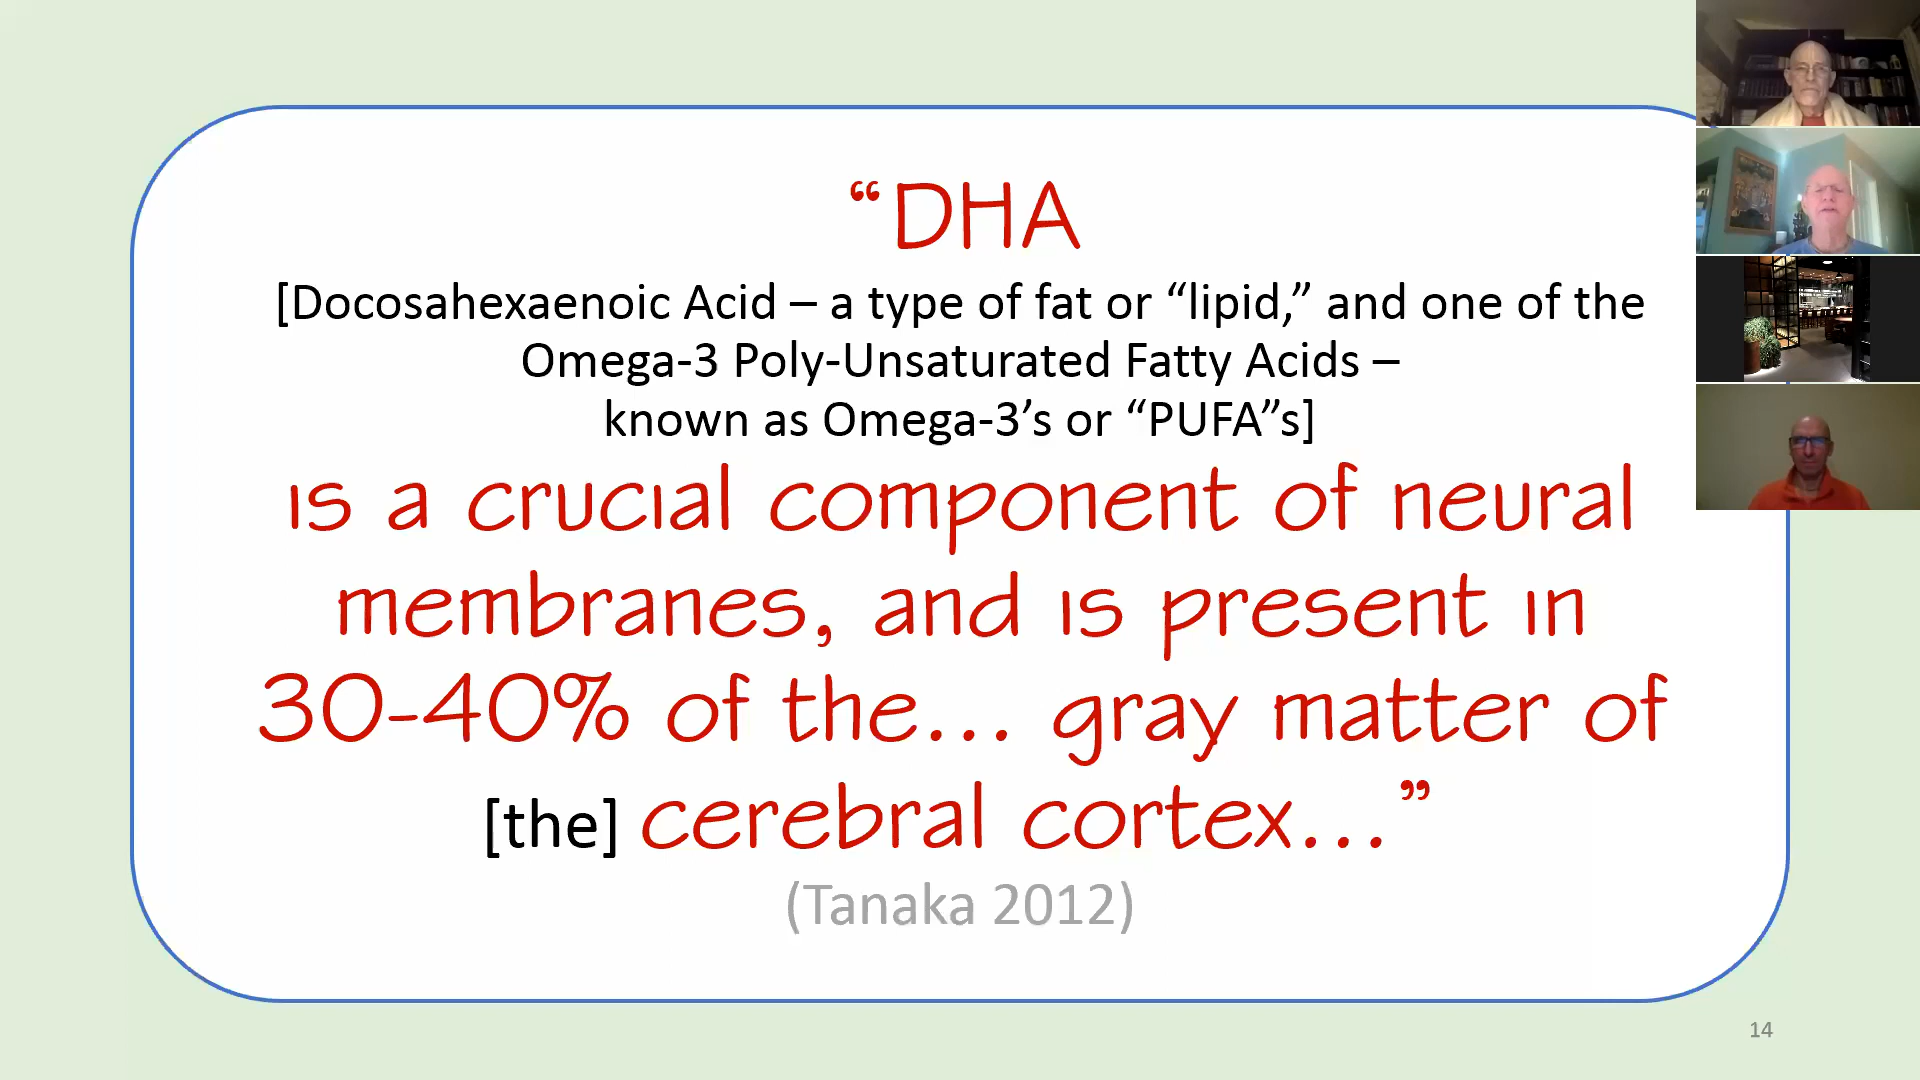 “DHA
[Docosahexaenoic Acid – a type of fat or “lipid,” and one of the
Omega-3 Poly-Unsaturated Fatty Acids –
known as Omega-3’s or “PUFA”s]
is a crucial component of neural
membranes, and is present in
30-40% of the... gray matter of
[the] cerebral cortex...”
(Tanaka 2012)
14